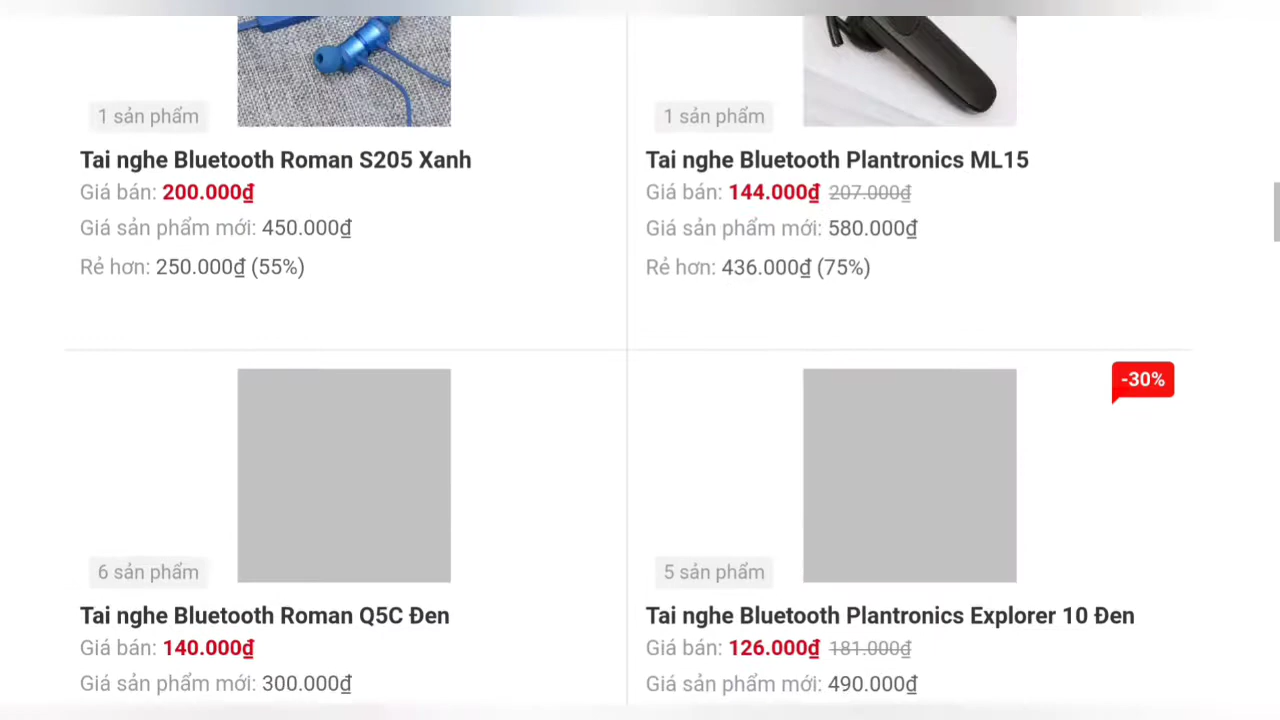 1 sản phẩm
Tai nghe Bluetooth Roman S205 Xanh
Giá bán: 200.000₫
Giá sản phẩm mới: 450.000₫
Rẻ hơn: 250.000₫ (55%)
1 sản phẩm
Tai nghe Bluetooth Plantronics ML15
Giá bán: 144.000₫ 207.000₫
Giá sản phẩm mới: 580.000₫
Rẻ hơn: 436.000₫ (75%)
6 sản phẩm
Tai nghe Bluetooth Roman Q5C Đen
Giá bán: 140.000₫
Giá sản phẩm mới: 300.000₫
-30%
5 sản phẩm
Tai nghe Bluetooth Plantronics Explorer 10 Đen
Giá bán: 126.000₫ 181.000₫
Giá sản phẩm mới: 490.000₫